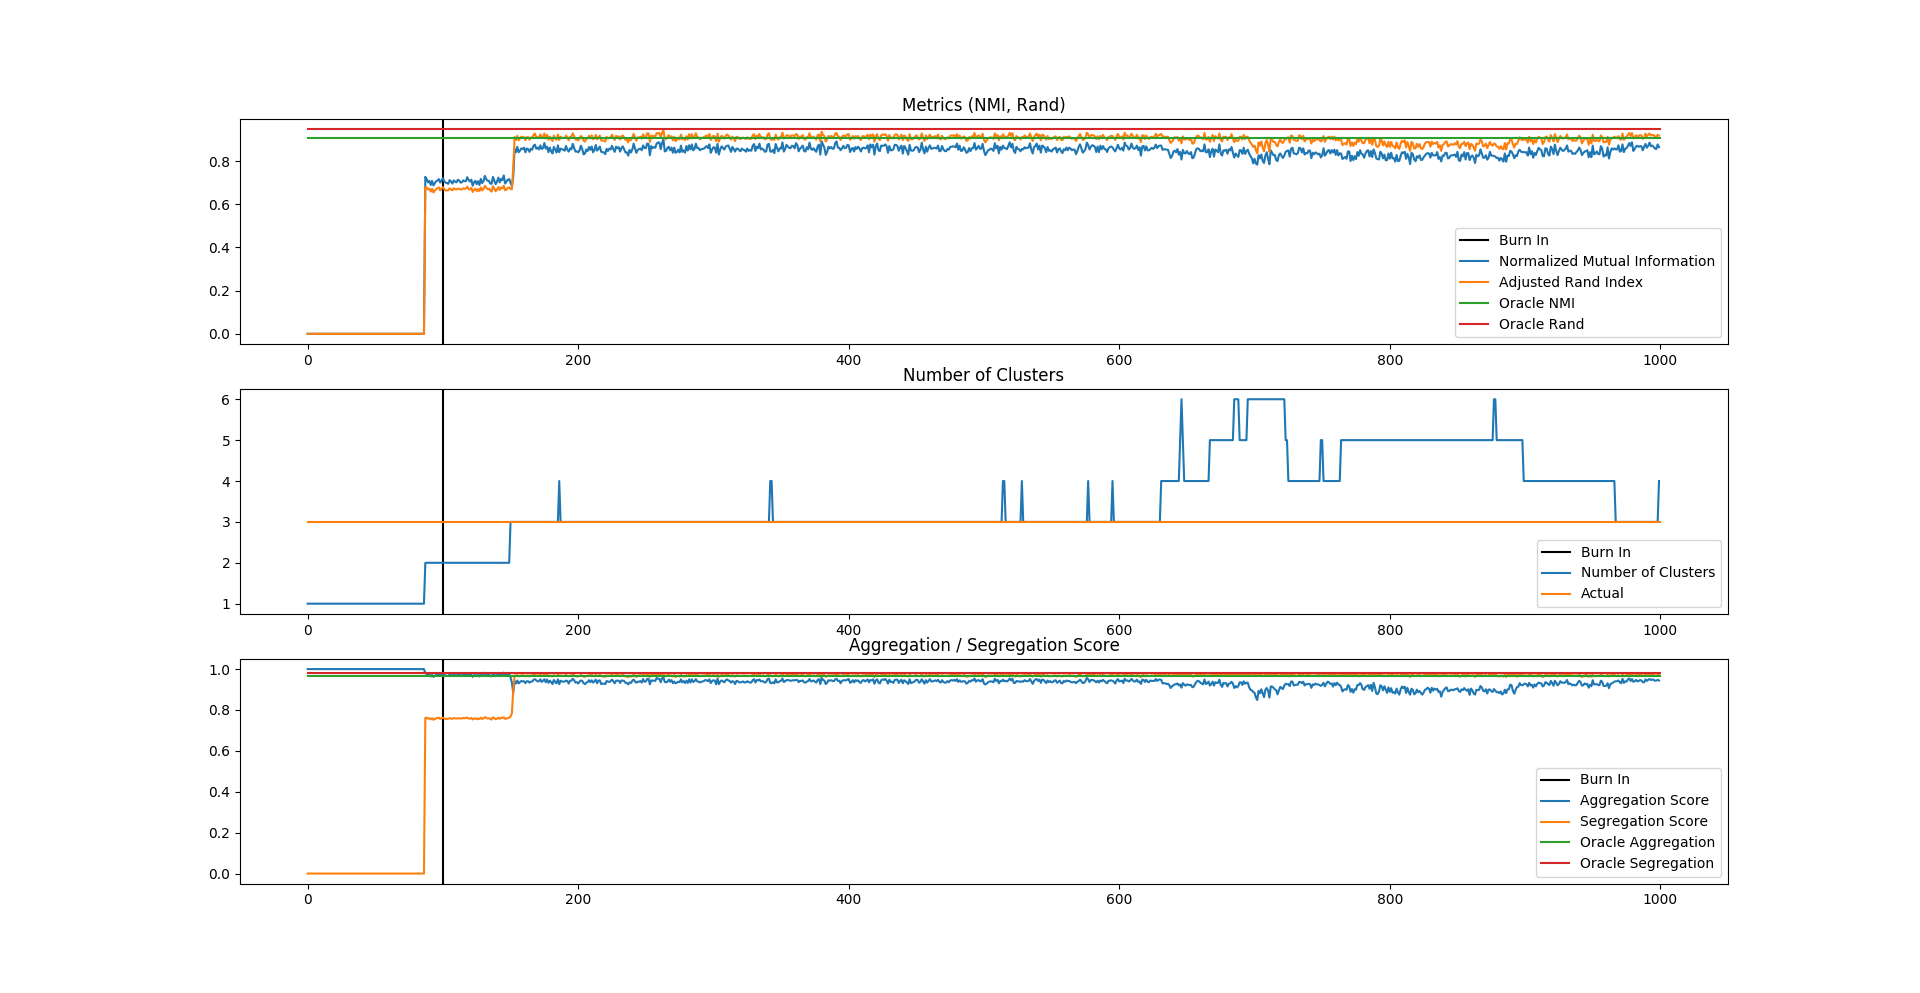 Metrics (NMI, Rand)
0.8
0.6
0.4
0.2
0.0
Burn In
Normalized Mutual Information
Adjusted Rand Index
Oracle NMI
Oracle Rand
0 200 400 600 800 1000
Number of Clusters
6
5
4
3
2
1
Burn In
Number of Clusters
Actual
0 200 400 600 800 1000
Aggregation / Segregation Score
1.0
0.8
0.6
0.4
0.2
0.0
Burn In
Aggregation Score
Segregation Score
Oracle Aggregation
Oracle Segregation
0 200 400 600 800 1000